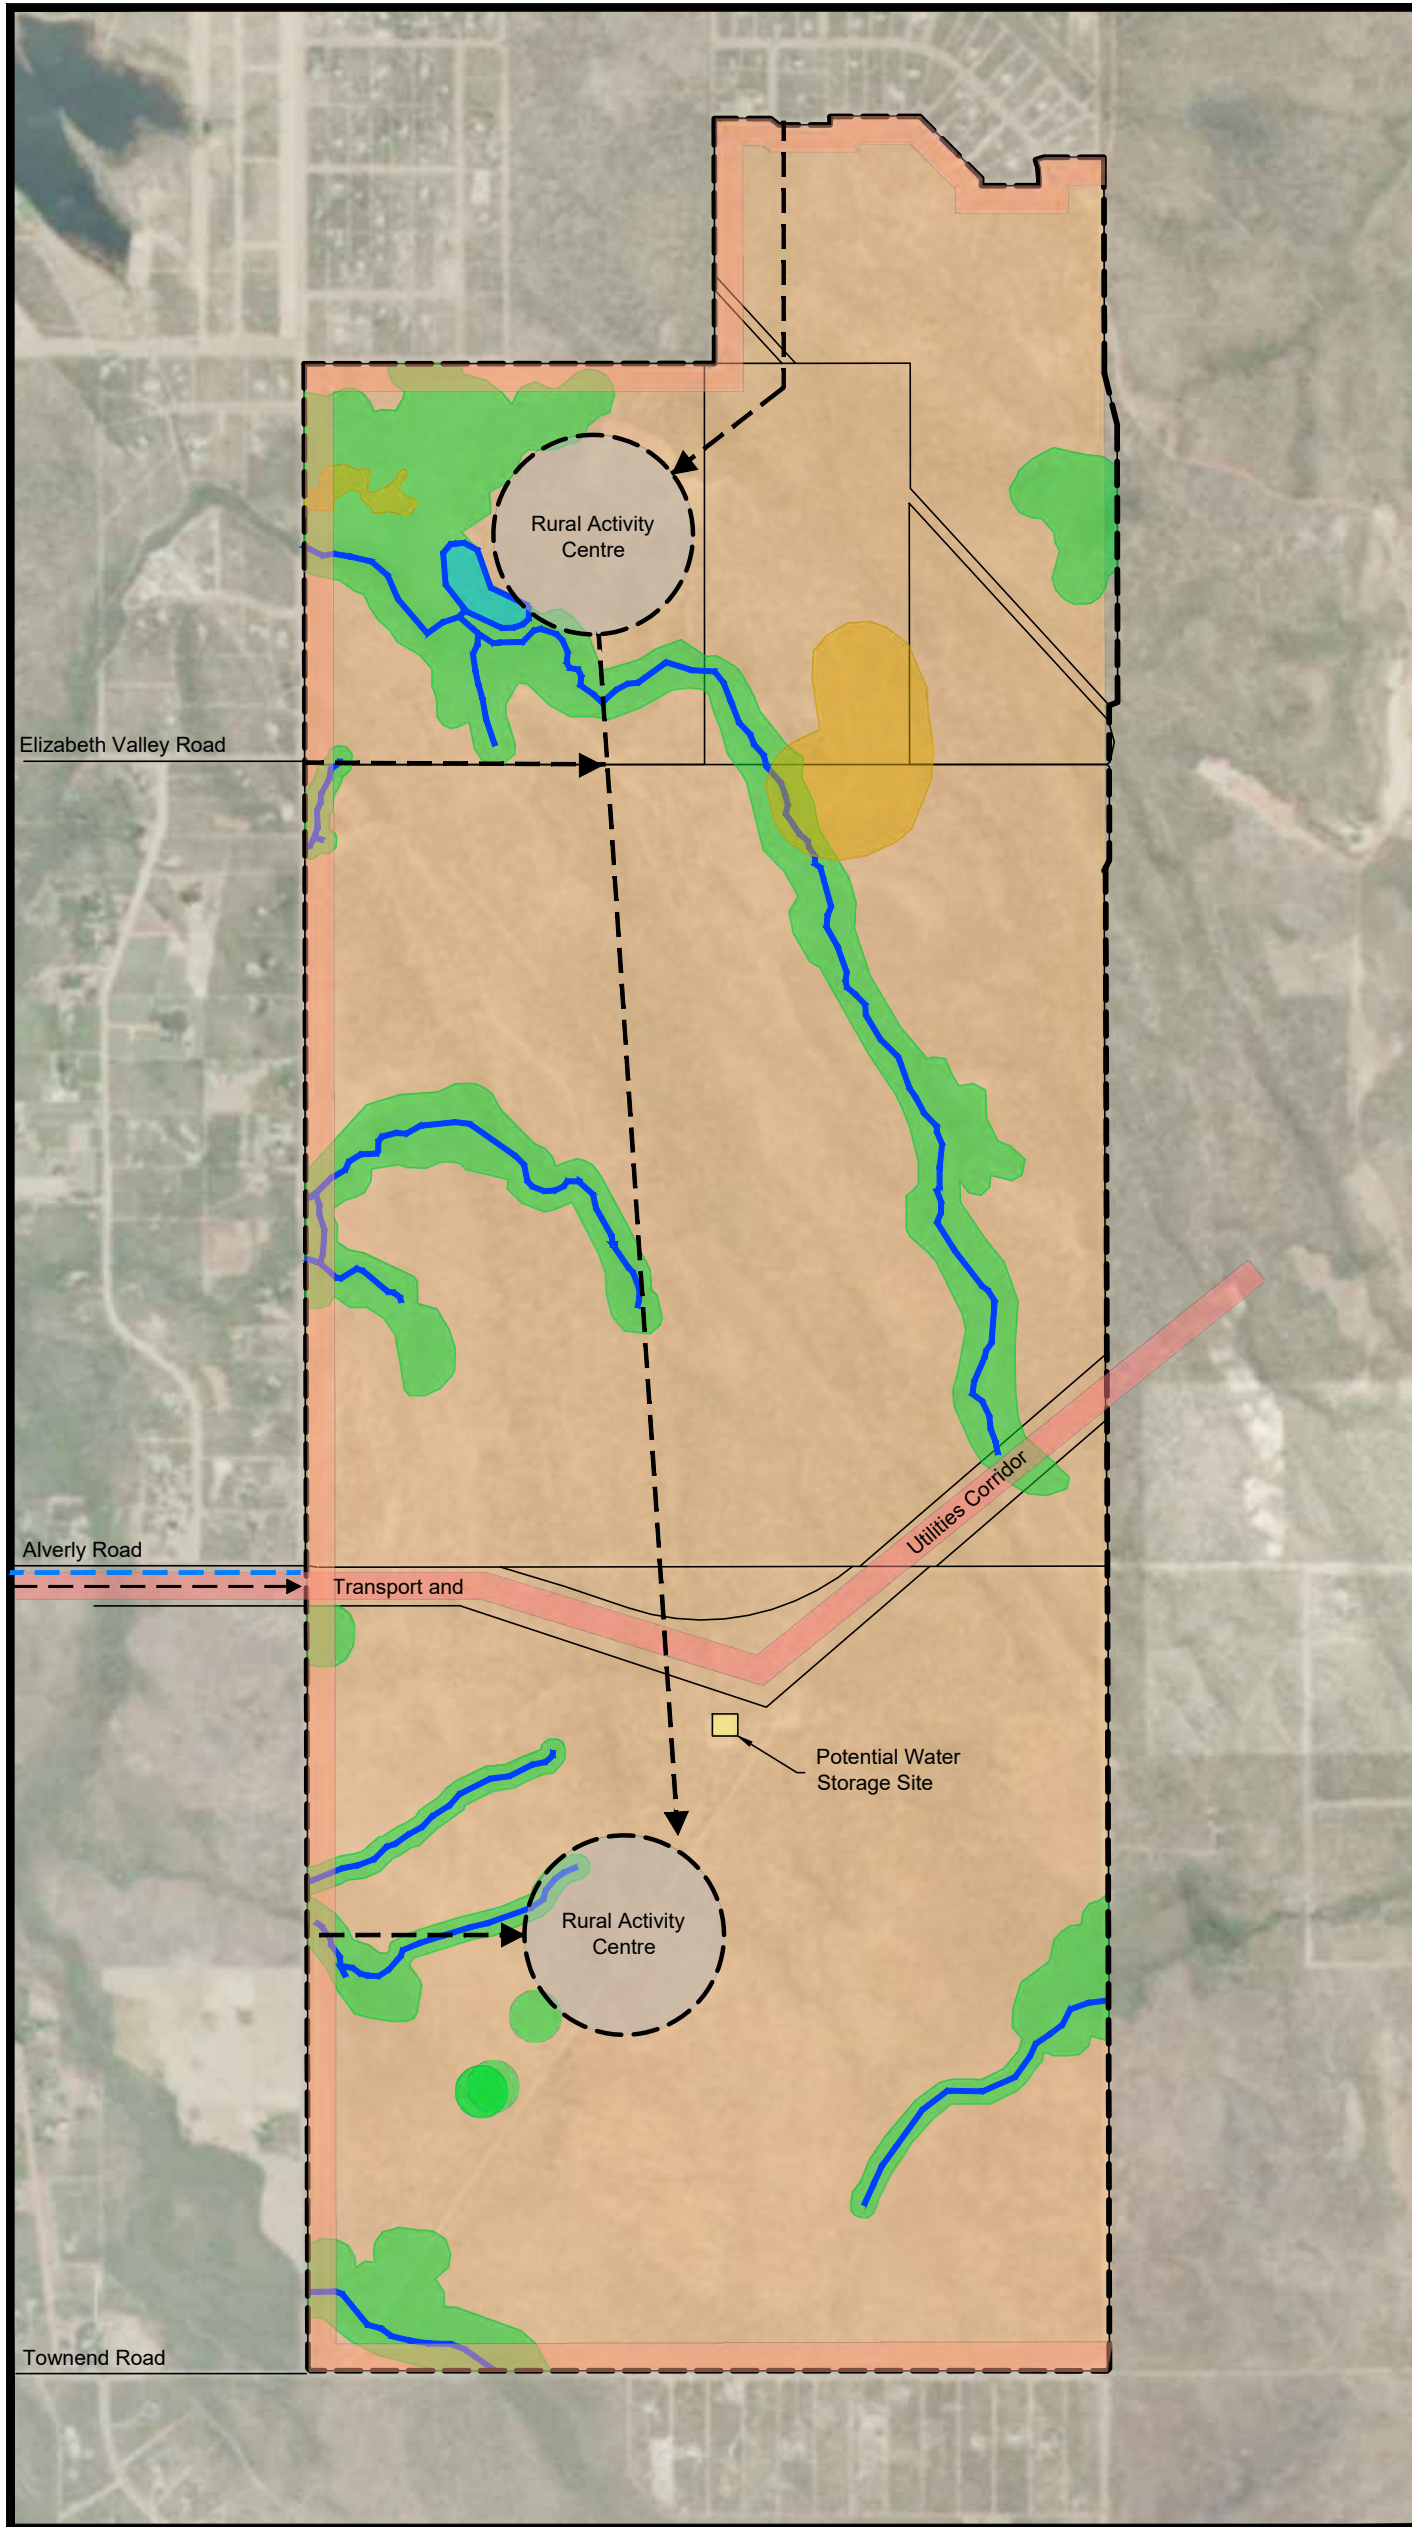 Rural Activity
Centre
Elizabeth Valley Road
Utilities Corridor
Alverly Road
Transport and
Potential Water
Storage Site
Rural Activity
Centre
Townend Road